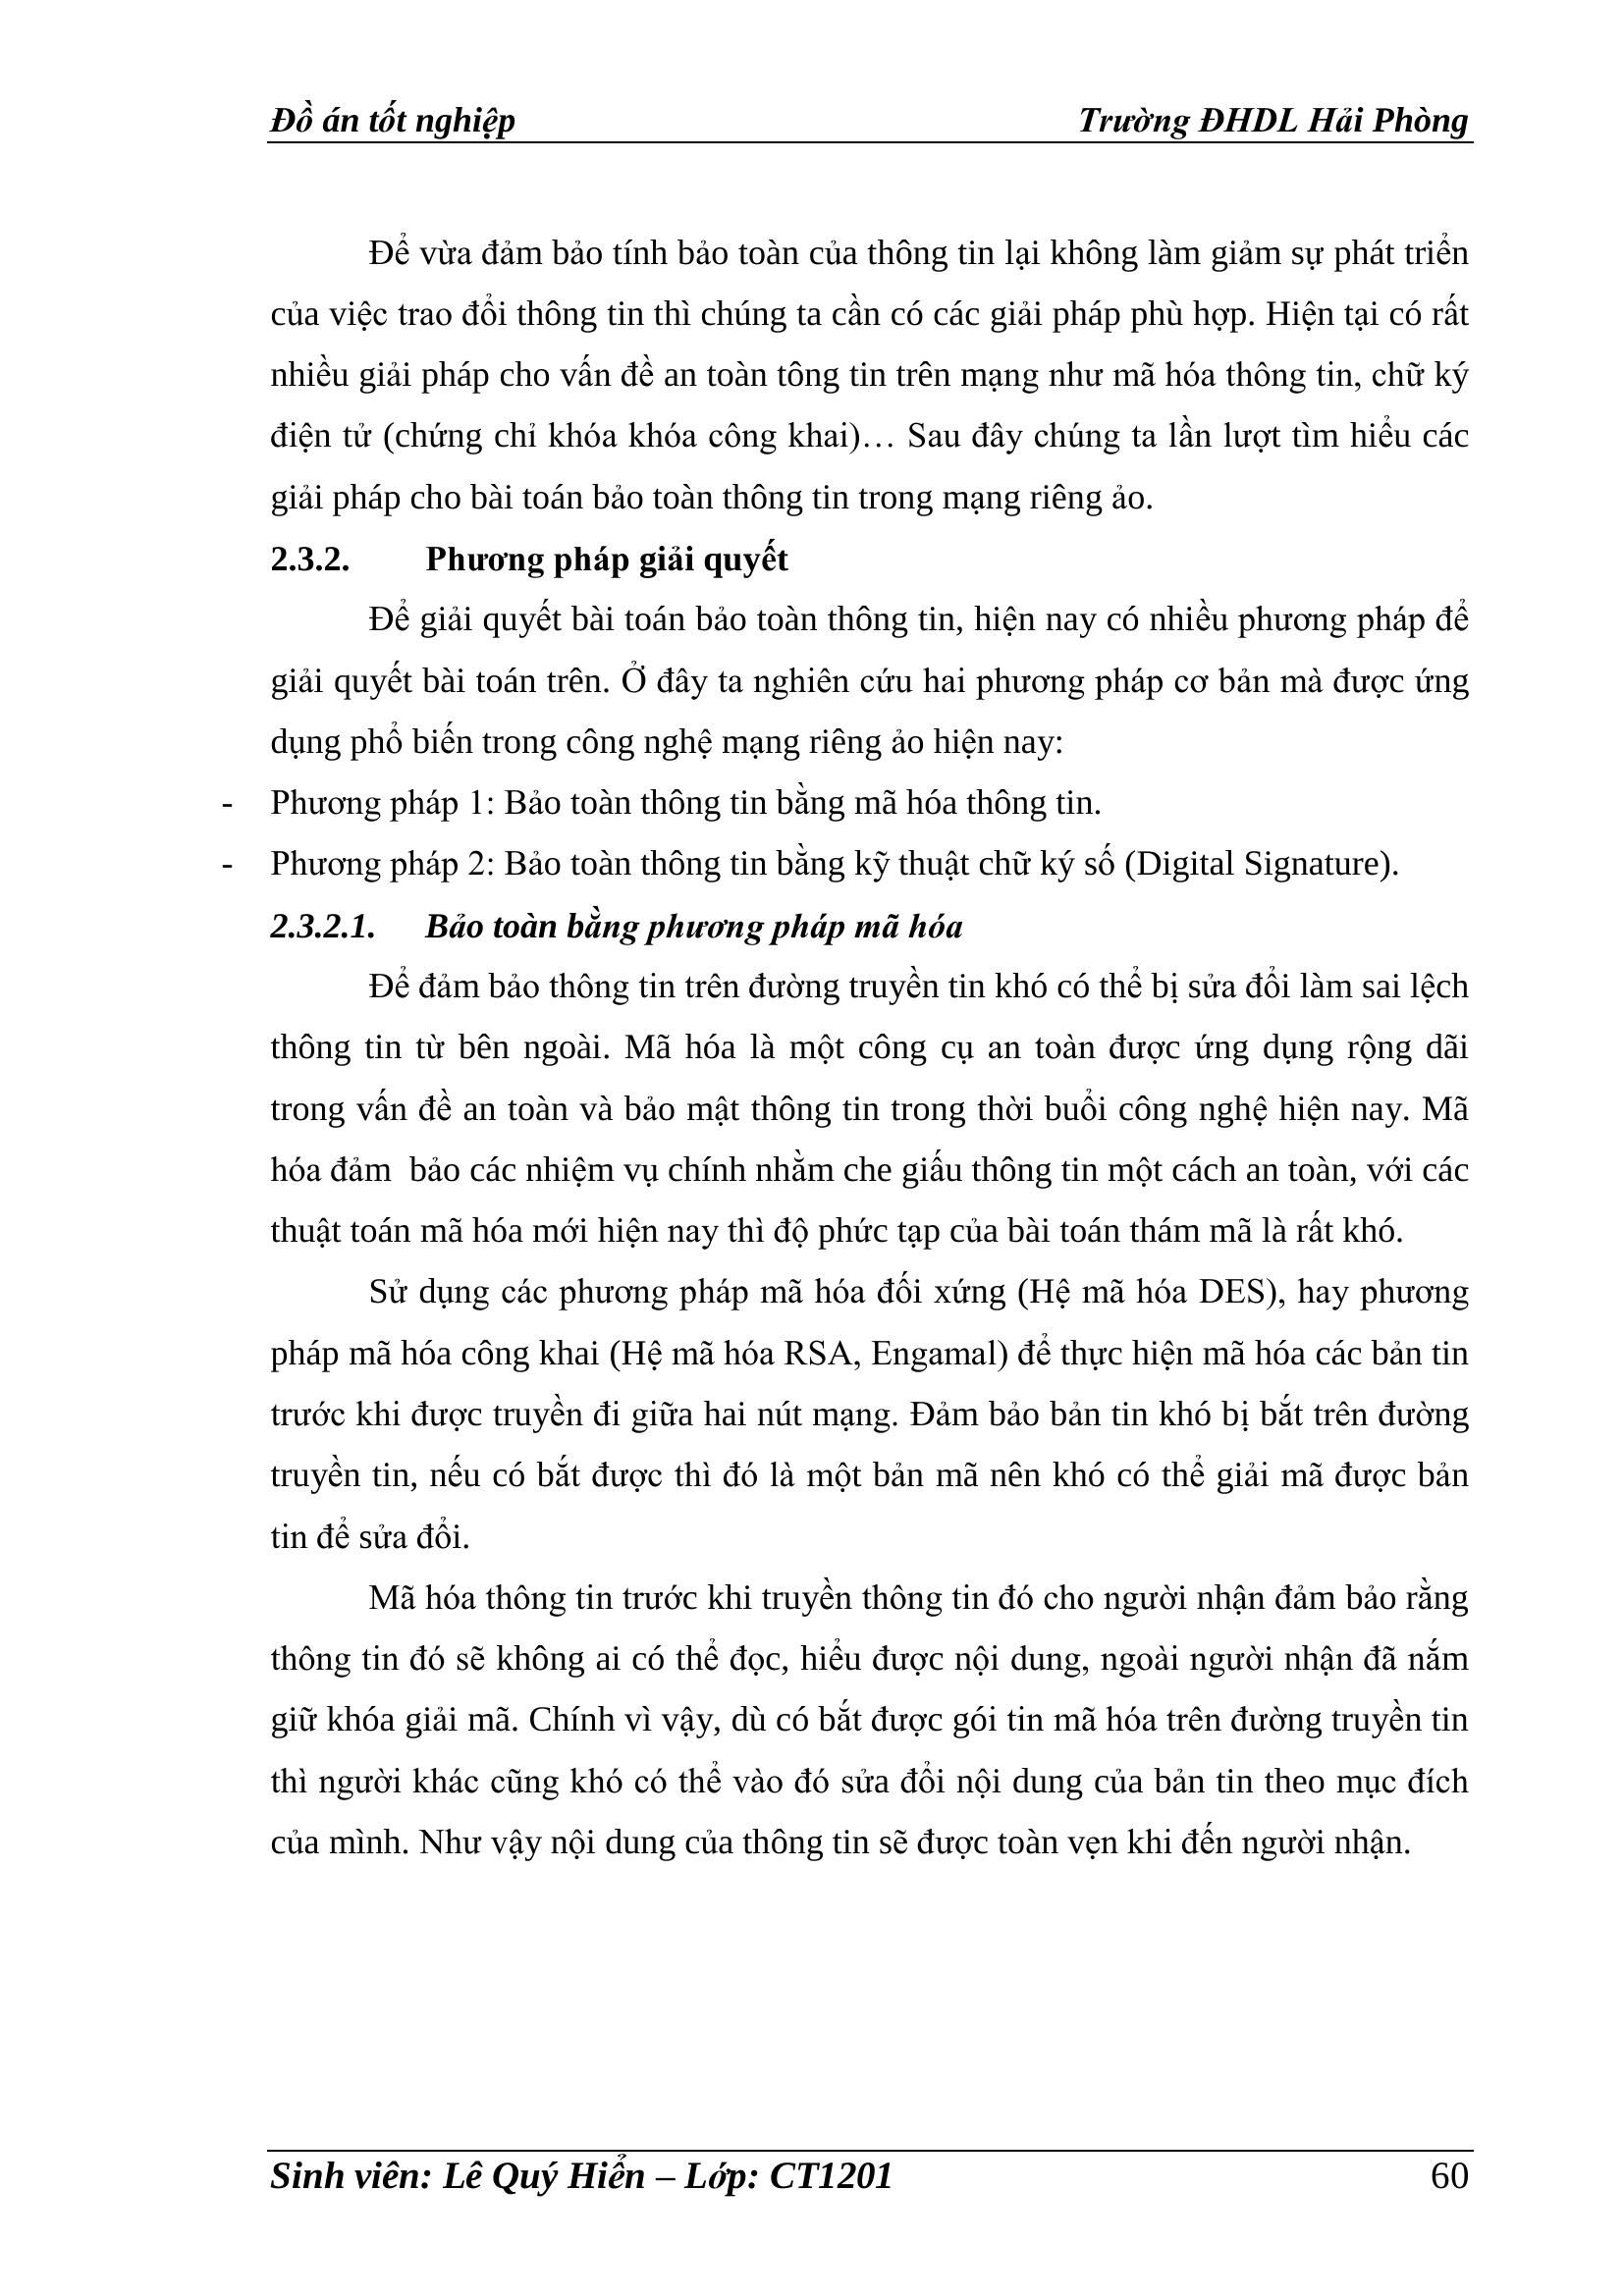 Đồ án tốt nghiệp Trường ĐHDL Hải Phòng
Để vừa đảm bảo tính bảo toàn của thông tin lại không làm giảm sự phát triển
của việc trao đổi thông tin thì chúng ta cần có các giải pháp phù hợp. Hiện tại có rất
nhiều giải pháp cho vấn đề an toàn tông tin trên mạng như mã hóa thông tin, chữ ký
điện tử (chứng chỉ khóa khóa công khai)… Sau đây chúng ta lần lượt tìm hiểu các
giải pháp cho bài toán bảo toàn thông tin trong mạng riêng ảo.
2.3.2. Phương pháp giải quyết
Để giải quyết bài toán bảo toàn thông tin, hiện nay có nhiều phương pháp để
giải quyết bài toán trên. Ở đây ta nghiên cứu hai phương pháp cơ bản mà được ứng
dụng phổ biến trong công nghệ mạng riêng ảo hiện nay:
- Phương pháp 1: Bảo toàn thông tin bằng mã hóa thông tin.
- Phương pháp 2: Bảo toàn thông tin bằng kỹ thuật chữ ký số (Digital Signature).
2.3.2.1. Bảo toàn bằng phương pháp mã hóa
Để đảm bảo thông tin trên đường truyền tin khó có thể bị sửa đổi làm sai lệch
thông tin từ bên ngoài. Mã hóa là một công cụ an toàn được ứng dụng rộng dãi
trong vấn đề an toàn và bảo mật thông tin trong thời buổi công nghệ hiện nay. Mã
hóa đảm  bảo các nhiệm vụ chính nhằm che giấu thông tin một cách an toàn, với các
thuật toán mã hóa mới hiện nay thì độ phức tạp của bài toán thám mã là rất khó.
Sử dụng các phương pháp mã hóa đối xứng (Hệ mã hóa DES), hay phương
pháp mã hóa công khai (Hệ mã hóa RSA, Engamal) để thực hiện mã hóa các bản tin
trước khi được truyền đi giữa hai nút mạng. Đảm bảo bản tin khó bị bắt trên đường
truyền tin, nếu có bắt được thì đó là một bản mã nên khó có thể giải mã được bản
tin để sửa đổi.
Mã hóa thông tin trước khi truyền thông tin đó cho người nhận đảm bảo rằng
thông tin đó sẽ không ai có thể đọc, hiểu được nội dung, ngoài người nhận đã nắm
giữ khóa giải mã. Chính vì vậy, dù có bắt được gói tin mã hóa trên đường truyền tin
thì người khác cũng khó có thể vào đó sửa đổi nội dung của bản tin theo mục đích
của mình. Như vậy nội dung của thông tin sẽ được toàn vẹn khi đến người nhận.
Sinh viên: Lê Quý Hiển – Lớp: CT1201 60